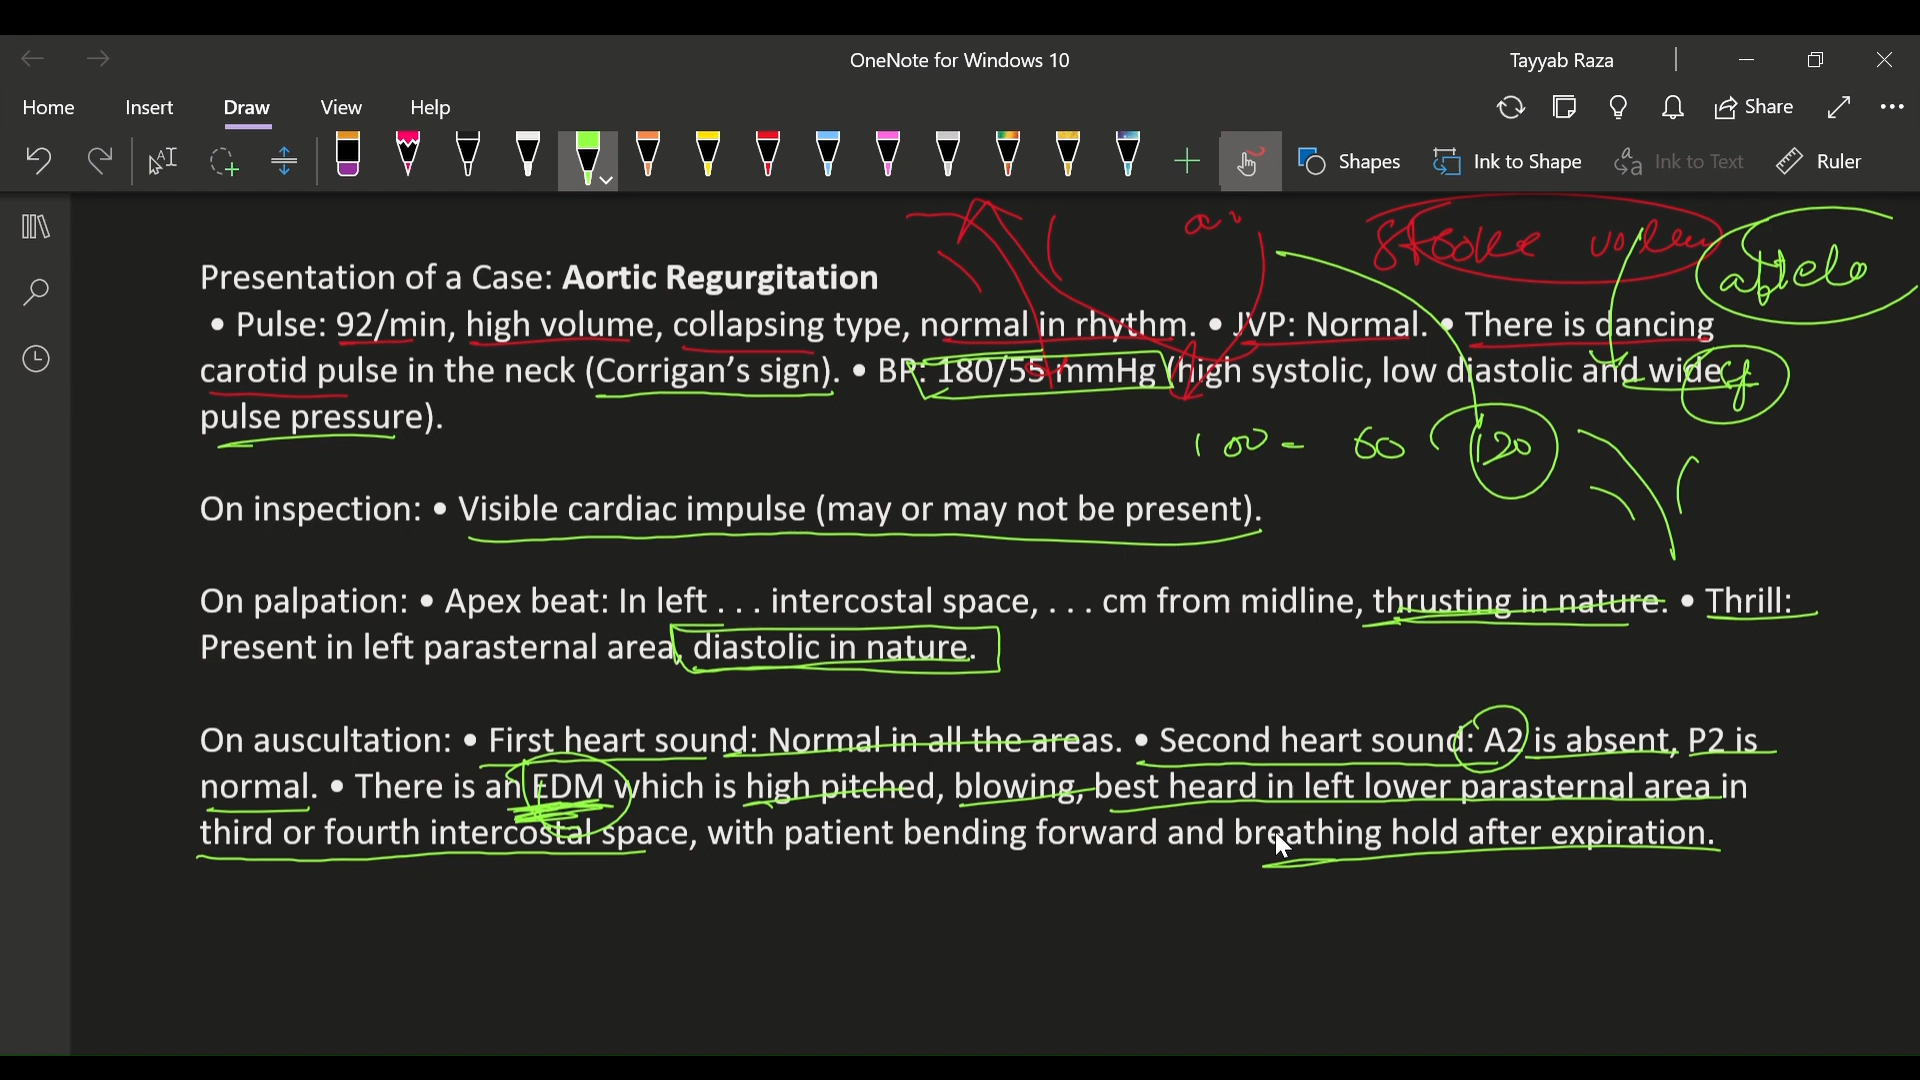 OneNote for Windows 10
Tayyab Raza
Home Insert Draw View Help
Share
Shapes Ink to Shape Ink to Text Ruler
stroke
Presentation of a Case: Aortic Regurgitation
• Pulse: 92/min, high volume, collapsing type, normal in rhythm. • JVP: Normal. • There is dancing
carotid pulse in the neck (Corrigan’s sign). • BP: 180/55 mmHg (high systolic, low diastolic and wide
pulse pressure).
100 - 60 120
On inspection: • Visible cardiac impulse (may or may not be present).
On palpation: • Apex beat: In left . . . intercostal space, . . . cm from midline, thrusting in nature. • Thrill:
Present in left parasternal area, diastolic in nature.
On auscultation: • First heart sound: Normal in all the areas. • Second heart sound: A2 is absent, P2 is
normal. • There is an EDM which is high pitched, blowing, best heard in left lower parasternal area in
third or fourth intercostal space, with patient bending forward and breathing hold after expiration.